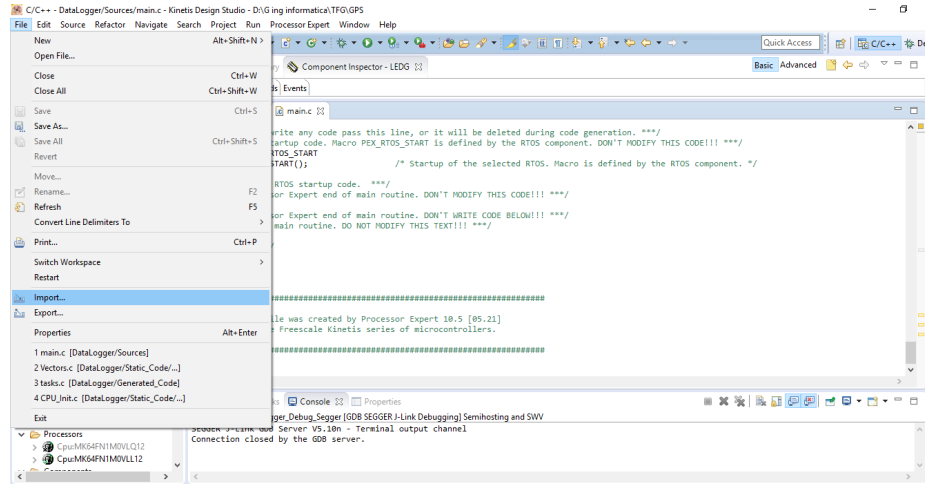 C/C++ - DataLogger/Sources/main.c - Kinetis Design Studio - D:\G ing informatica\TFG\GPS
File Edit Source Refactor Navigate Search Project Run Processor Expert Window Help
New Alt+Shift+N >
Open File...
Quick Access
C/C++
Close Ctrl+W
Close All Ctrl+Shift+W
Save Ctrl+S
Save As...
Save All Ctrl+Shift+S
Revert
Move...
Rename... F2
Refresh F5
Convert Line Delimiters To >
Print... Ctrl+P
Switch Workspace >
Restart
Import...
Export...
Properties Alt+Enter
1 main.c [DataLogger/Sources]
2 Vectors.c [DataLogger/Static_Code/...]
3 tasks.c [DataLogger/Generated_Code]
4 CPU_Init.c [DataLogger/Static_Code/...]
Exit
Component Inspector - LEDG
Basic Advanced
Events
main.c
write any code pass this line, or it will be deleted during code generation. ***/
startup code. Macro PEX_RTOS_START is defined by the RTOS component. DON'T MODIFY THIS CODE!!! ***/
RTOS_START
START(); /* Startup of the selected RTOS. Macro is defined by the RTOS component. */
RTOS startup code. ***/
sor Expert end of main routine. DON'T MODIFY THIS CODE!!! ***/
sor Expert end of main routine. DON'T WRITE CODE BELOW!!! ***/
main routine. DO NOT MODIFY THIS TEXT!!! ***/
le was created by Processor Expert 10.5 [05.21]
Freescale Kinetis series of microcontrollers.
Console Properties
gger_Debug_Segger [GDB SEGGER J-Link Debugging] Semihosting and SWV
SEGGER J-Link GDB Server V5.10n - Terminal output channel
Connection closed by the GDB server.
Processors
Cpu:MK64FN1M0VLQ12
Cpu:MK64FN1M0VLL12